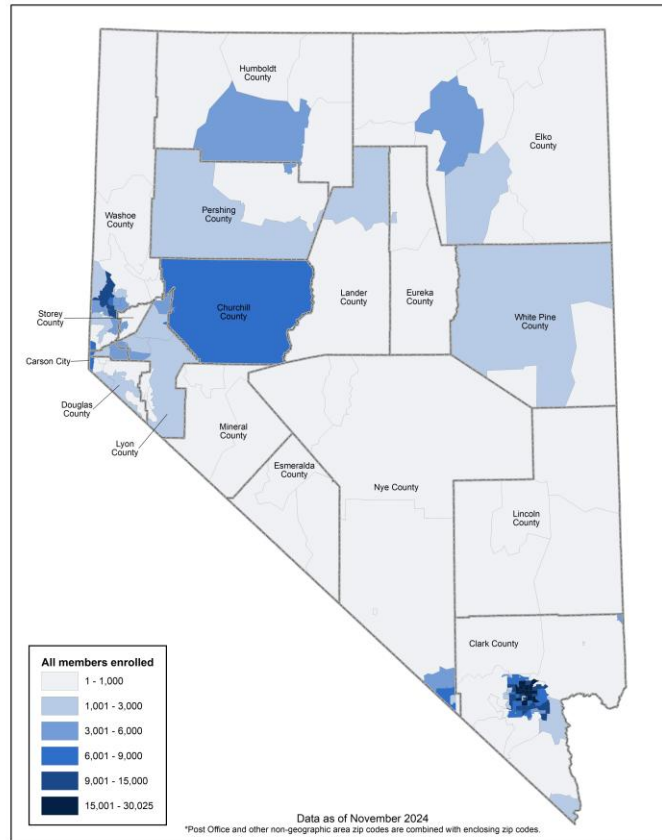 Humboldt
County
Elko
County
Pershing
County
Washoe
County
Churchill
County
Lander
County
Eureka
County
White Pine
County
Storey
County
Carson City
Douglas
County
Lyon
County
Mineral
County
Esmeralda
County
Nye County
Lincoln
County
Clark County
All members enrolled
1 - 1,000
1,001 - 3,000
3,001 - 6,000
6,001 - 9,000
9,001 - 15,000
15,001 - 30,025
Data as of November 2024
*Post Office and other non-geographic area zip codes are combined with enclosing zip codes.